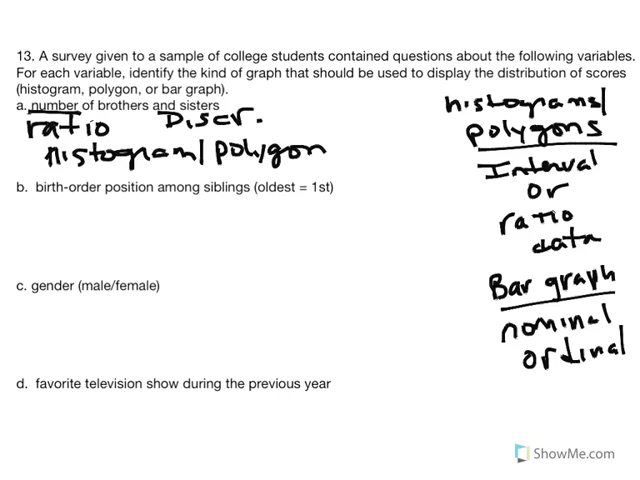 13. A survey given to a sample of college students contained questions about the following variables.
For each variable, identify the kind of graph that should be used to display the distribution of scores
(histogram, polygon, or bar graph).
a. number of brothers and sisters
ratio Discr.
histogram/polygon
b. birth-order position among siblings (oldest = 1st)
c. gender (male/female)
d. favorite television show during the previous year
histograms/
polygons
Interval
or
ratio
data
Bar graph
nominal
ordinal
ShowMe.com